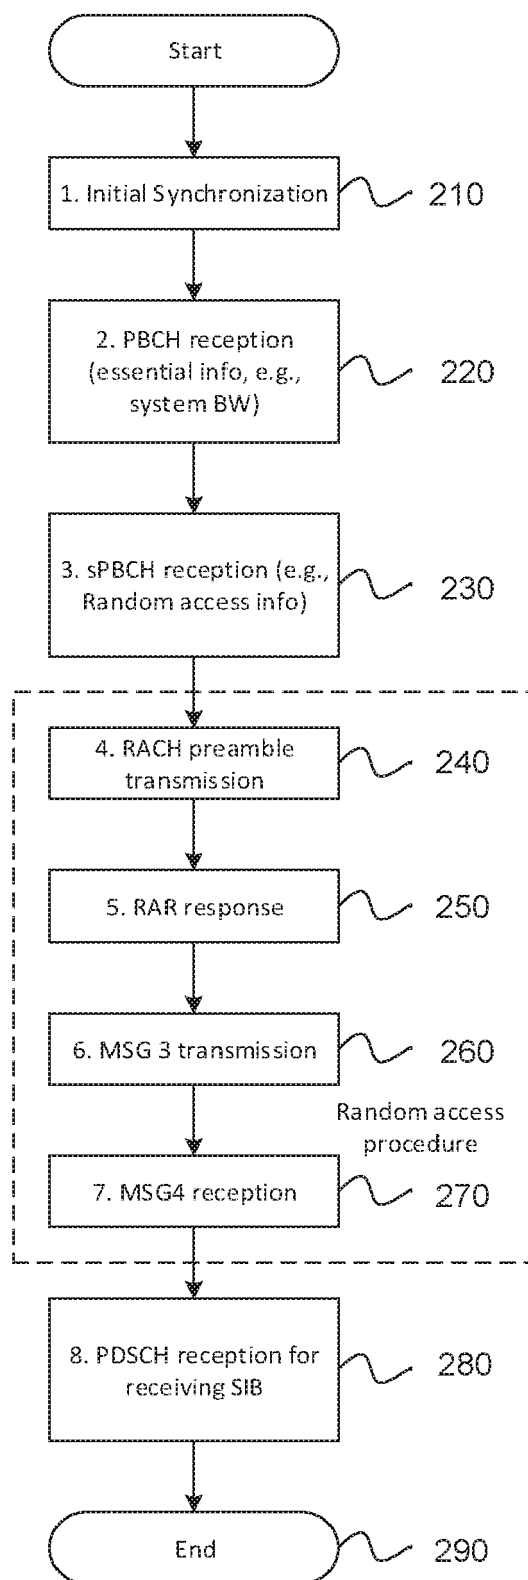 Start
1. Initial Synchronization
210
2. PBCH reception
(essential info, e.g.,
system BW)
220
3. sPBCH reception (e.g.,
Random access info)
230
4. RACH preamble
transmission
240
5. RAR response
250
6. MSG 3 transmission
260
Random access
procedure
7. MSG4 reception
270
8. PDSCH reception for
receiving SIB
280
End
290